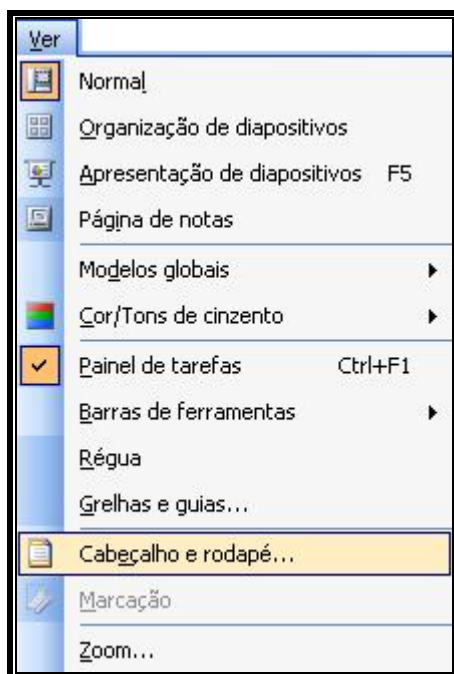 Ver
Normal
Organização de diapositivos
Apresentação de diapositivos F5
Página de notas
Modelos globais
Cor/Tons de cinzento
Painel de tarefas Ctrl+F1
Barras de ferramentas
Régua
Grelhas e guias...
Cabeçalho e rodapé...
Marcação
Zoom...